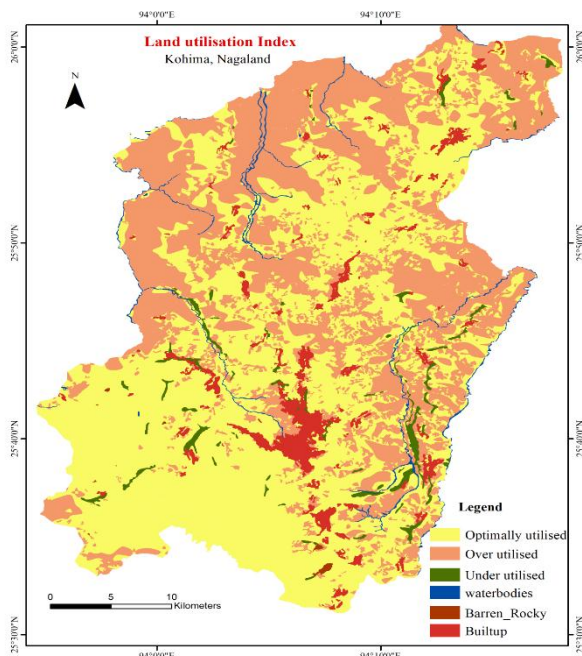 94°0'0"E
94°10'0"E
Land utilisation Index
Kohima, Nagaland
N
26°0'0"N
26°0'0"N
25°50'0"N
25°50'0"N
25°40'0"N
25°40'0"N
Legend
Optimally utilised
Over utilised
Under utilised
waterbodies
Barren_Rocky
Builtup
0 5 10
Kilometers
25°30'0"N
25°30'0"N
94°0'0"E
94°10'0"E